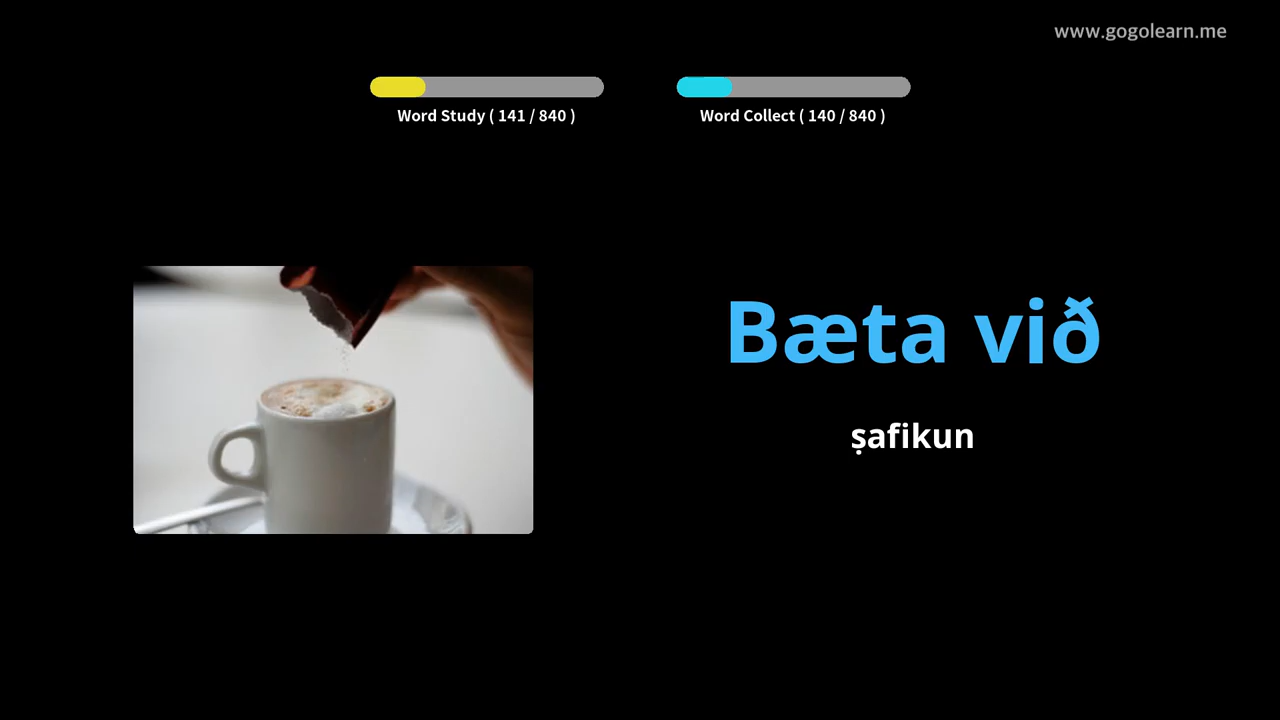 www.gogolearn.me
Word Study ( 141 / 840 )
Word Collect ( 140 / 840 )
Bæta við
ṣafikun